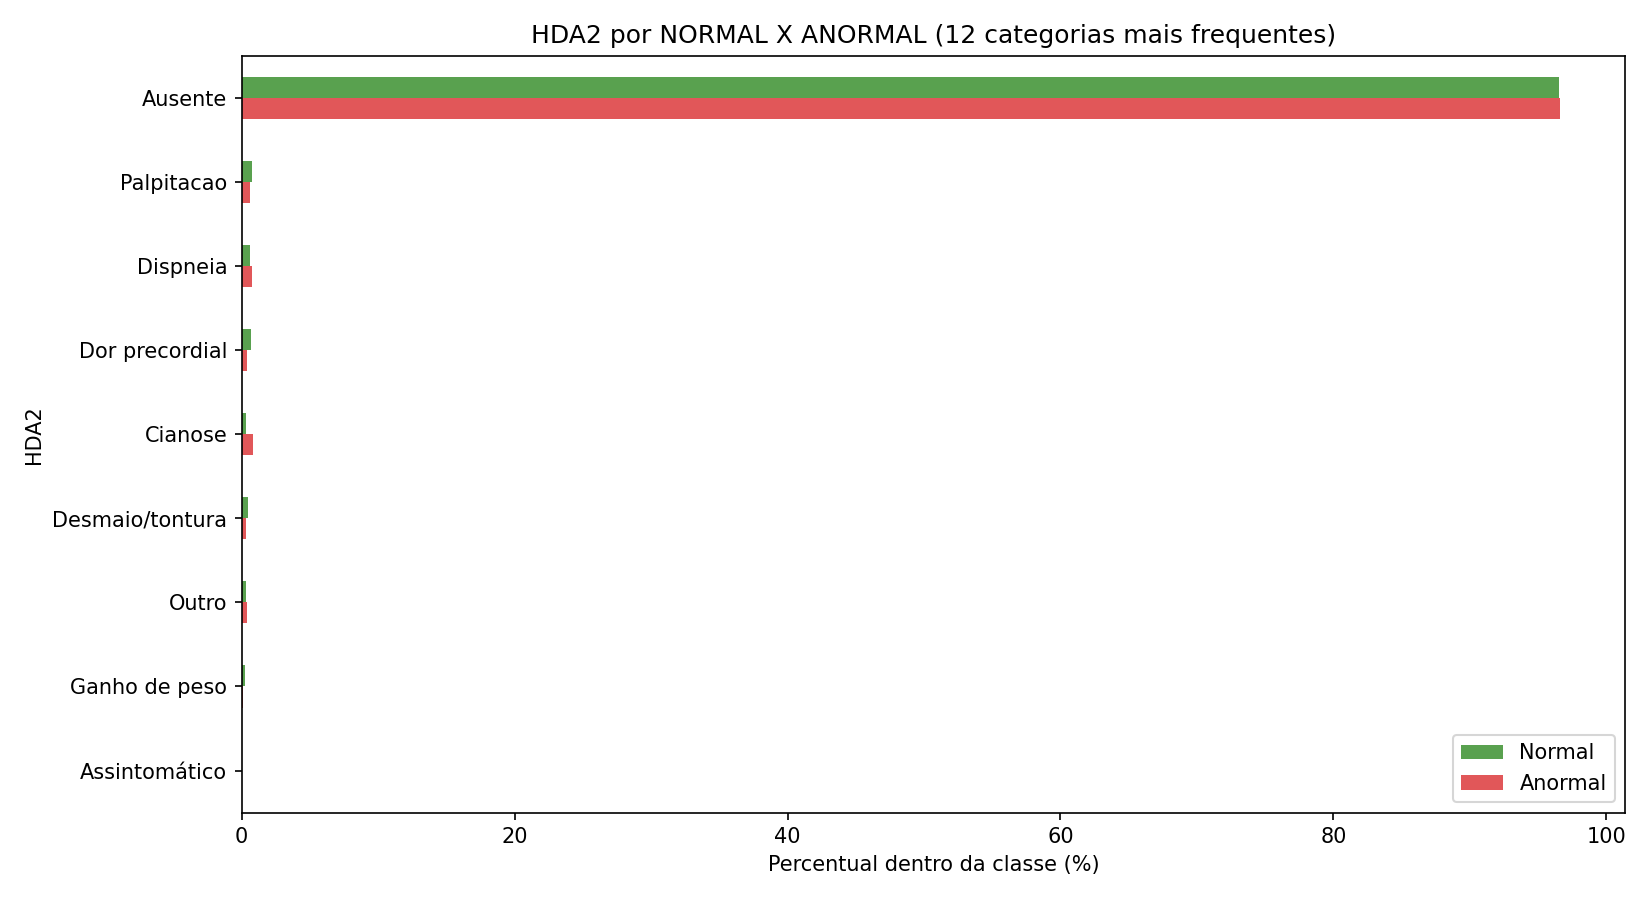 HDA2 por NORMAL X ANORMAL (12 categorias mais frequentes)
Ausente
Palpitacao
Dispneia
Dor precordial
Cianose
Desmaio/tontura
Outro
Ganho de peso
Assintomático
HDA2
Normal
Anormal
0 20 40 60 80 100
Percentual dentro da classe (%)